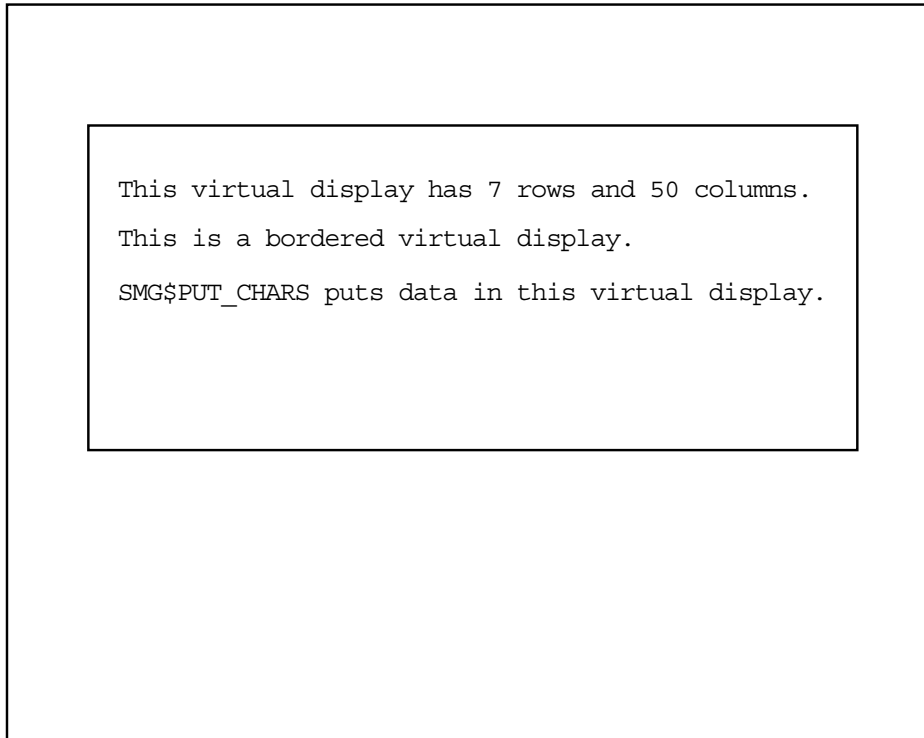 This virtual display has 7 rows and 50 columns.
This is a bordered virtual display.
SMG$PUT_CHARS puts data in this virtual display.